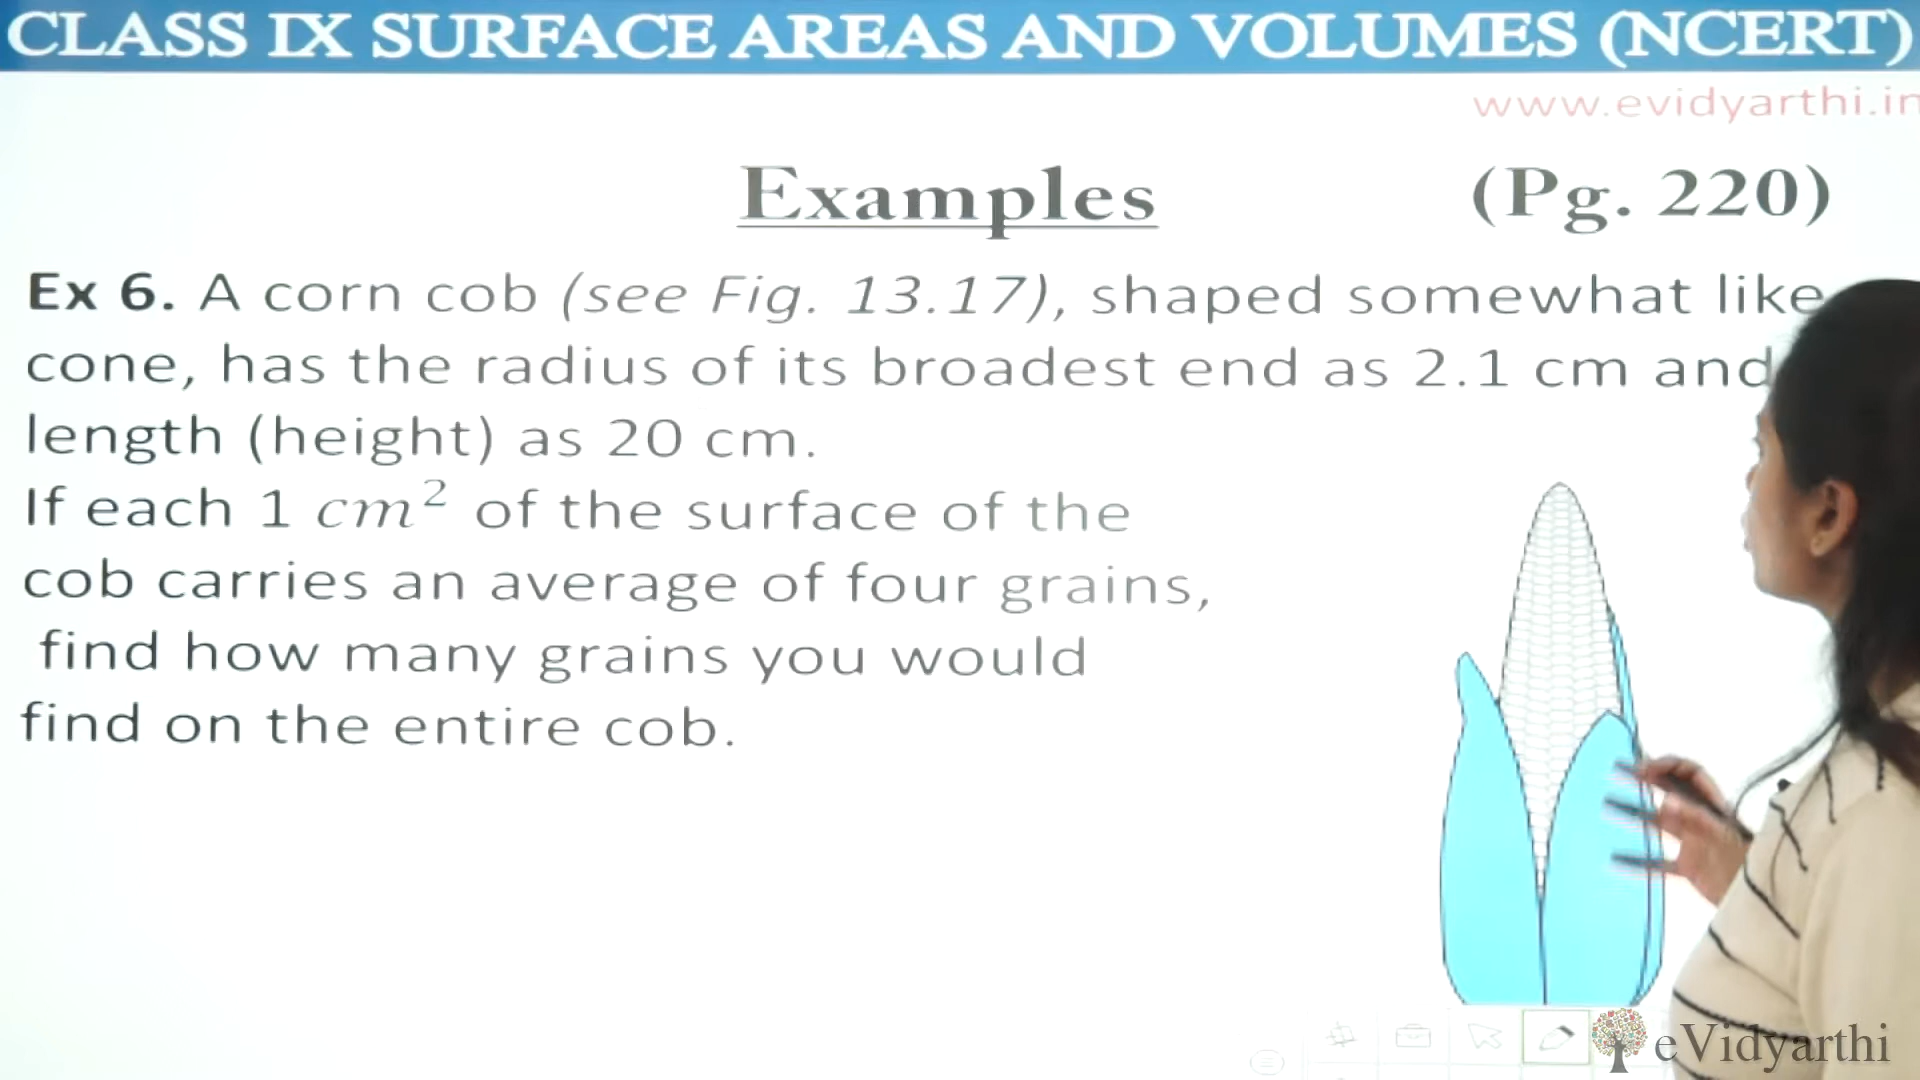 CLASS IX SURFACE AREAS AND VOLUMES (NCERT)
www.evidyarthi.in
Examples (Pg. 220)
Ex 6. A corn cob (see Fig. 13.17), shaped somewhat like
cone, has the radius of its broadest end as 2.1 cm and
length (height) as 20 cm.
If each 1 cm² of the surface of the
cob carries an average of four grains,
find how many grains you would
find on the entire cob.
eVidyarthi